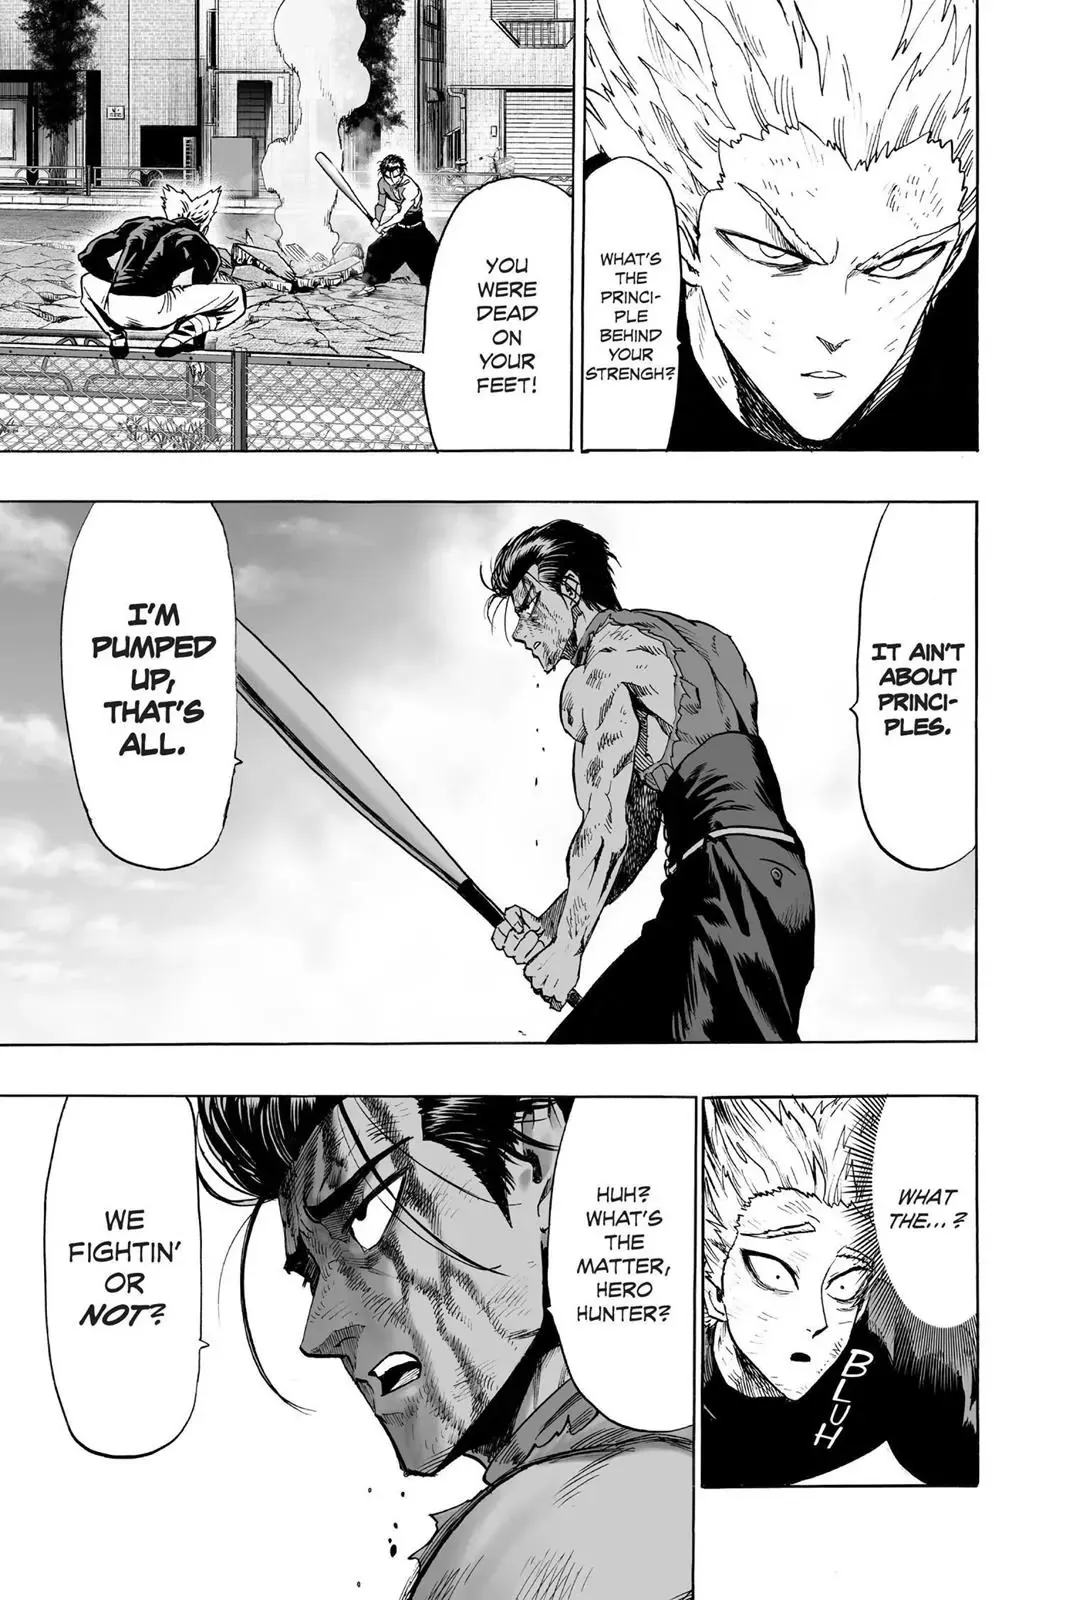 WHAT'S
THE
PRINCI-
PLE
BEHIND
YOUR
STRENGH?
YOU
WERE
DEAD
ON
YOUR
FEET!
IT AIN'T
ABOUT
PRINCI-
PLES.
I'M
PUMPED
UP,
THAT'S
ALL.
WHAT
THE...?
BLUH
HUH?
WHAT'S
THE
MATTER,
HERO
HUNTER?
WE
FIGHTIN'
OR
NOT?